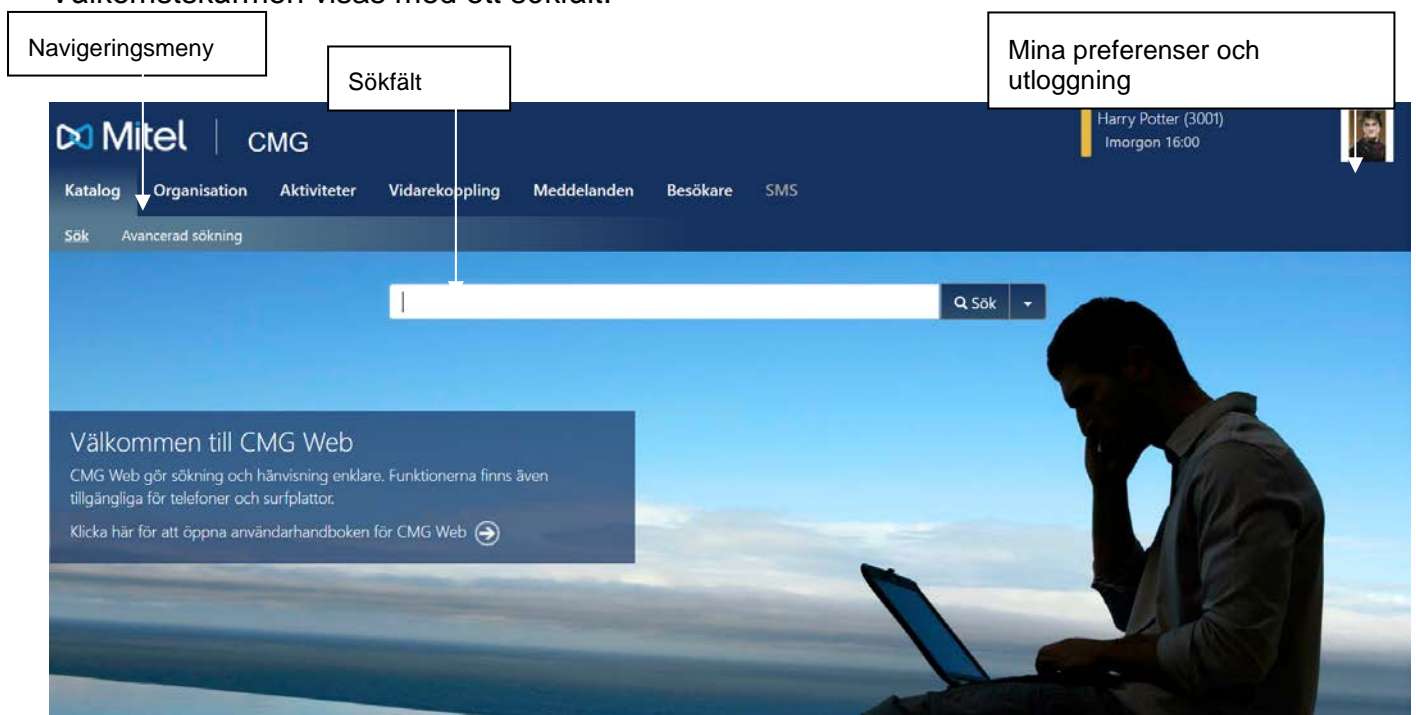 Välkomstskärmen visas med ett sökfält.
Navigeringsmeny
Sökfält
Mina preferenser och
utloggning
Mitel | CMG
Harry Potter (3001)
Imorgon 16:00
Katalog Organisation Aktiviteter Vidarekoppling Meddelanden Besökare SMS
Sök Avancerad sökning
Sök
Välkommen till CMG Web
CMG Web gör sökning och hänvisning enklare. Funktionerna finns även
tillgängliga för telefoner och surfplattor.
Klicka här för att öppna användarhandboken för CMG Web